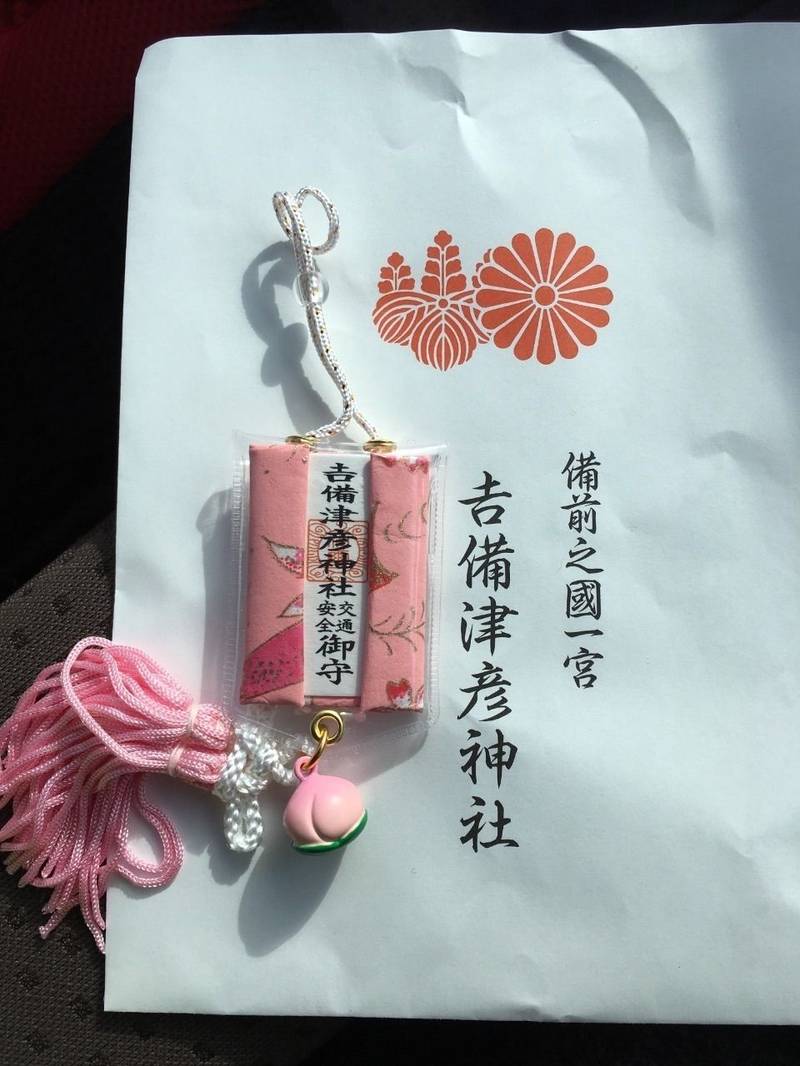 備前之國一宮
吉備津彦神社
吉備津彦神社
交通
安全
御守